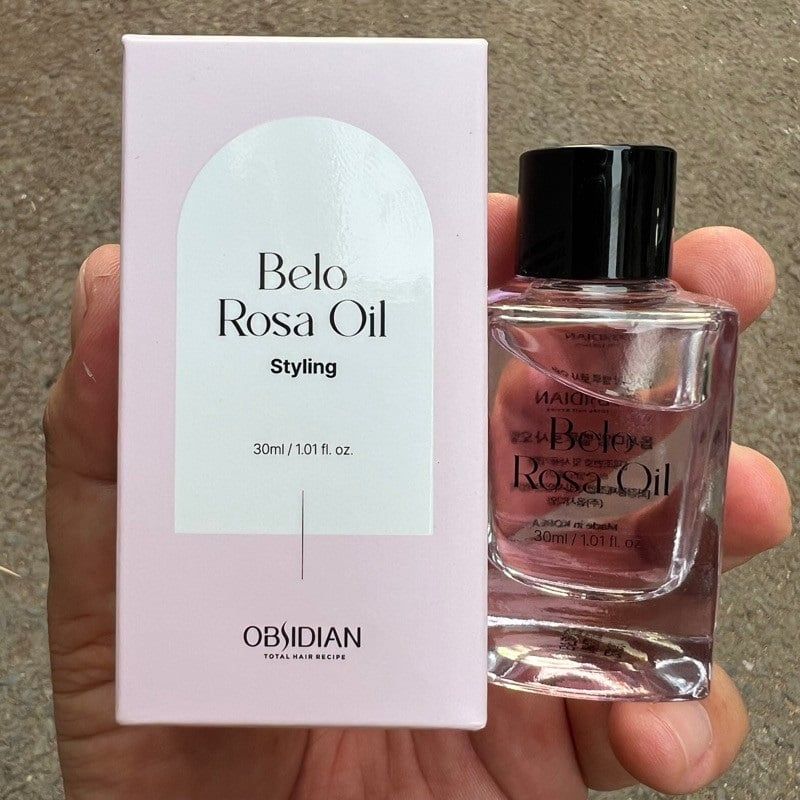 Belo
Rosa Oil
Styling
30ml / 1.01 fl. oz.
OBSIDIAN
TOTAL HAIR RECIPE
OBSIDIAN
Belo
Rosa Oil
Made in KOREA
30ml / 1.01 fl. oz.